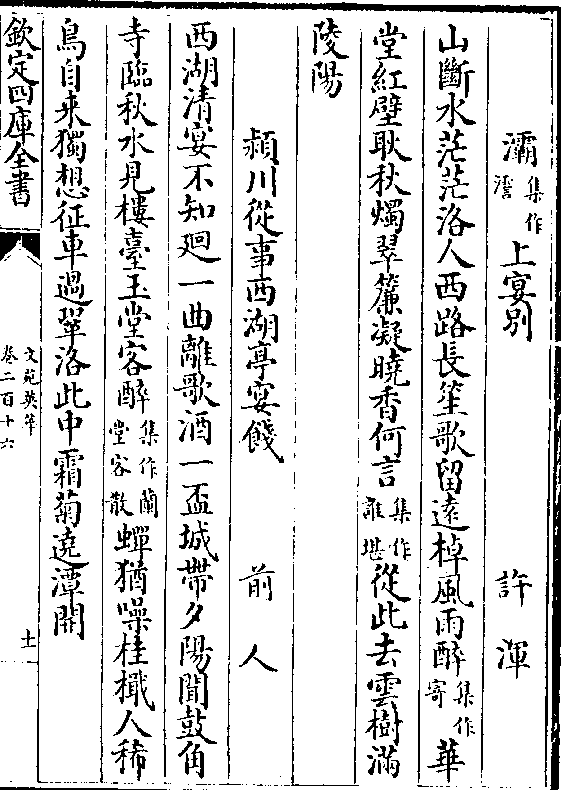 灞集作灞上宴別　許渾
山斷水茫茫洛人西路長笙歌留遠棹風雨醉集作寄華
堂紅壁耿秋燭翠簾凝曉香何言集作誰堪從此去雲樹滿
陵陽
潁川從事西湖亭宴餞　前人
西湖清宴不知廻一曲離歌酒一盃城帶夕陽聞鼓角
寺臨秋水見樓臺玉堂客醉集作蘭堂客散蟬猶噪桂檝人稀
鳥自来獨想征車過鞏洛此中霜菊遶潭開
欽定四庫全書
文苑英華
卷二百十六
十一